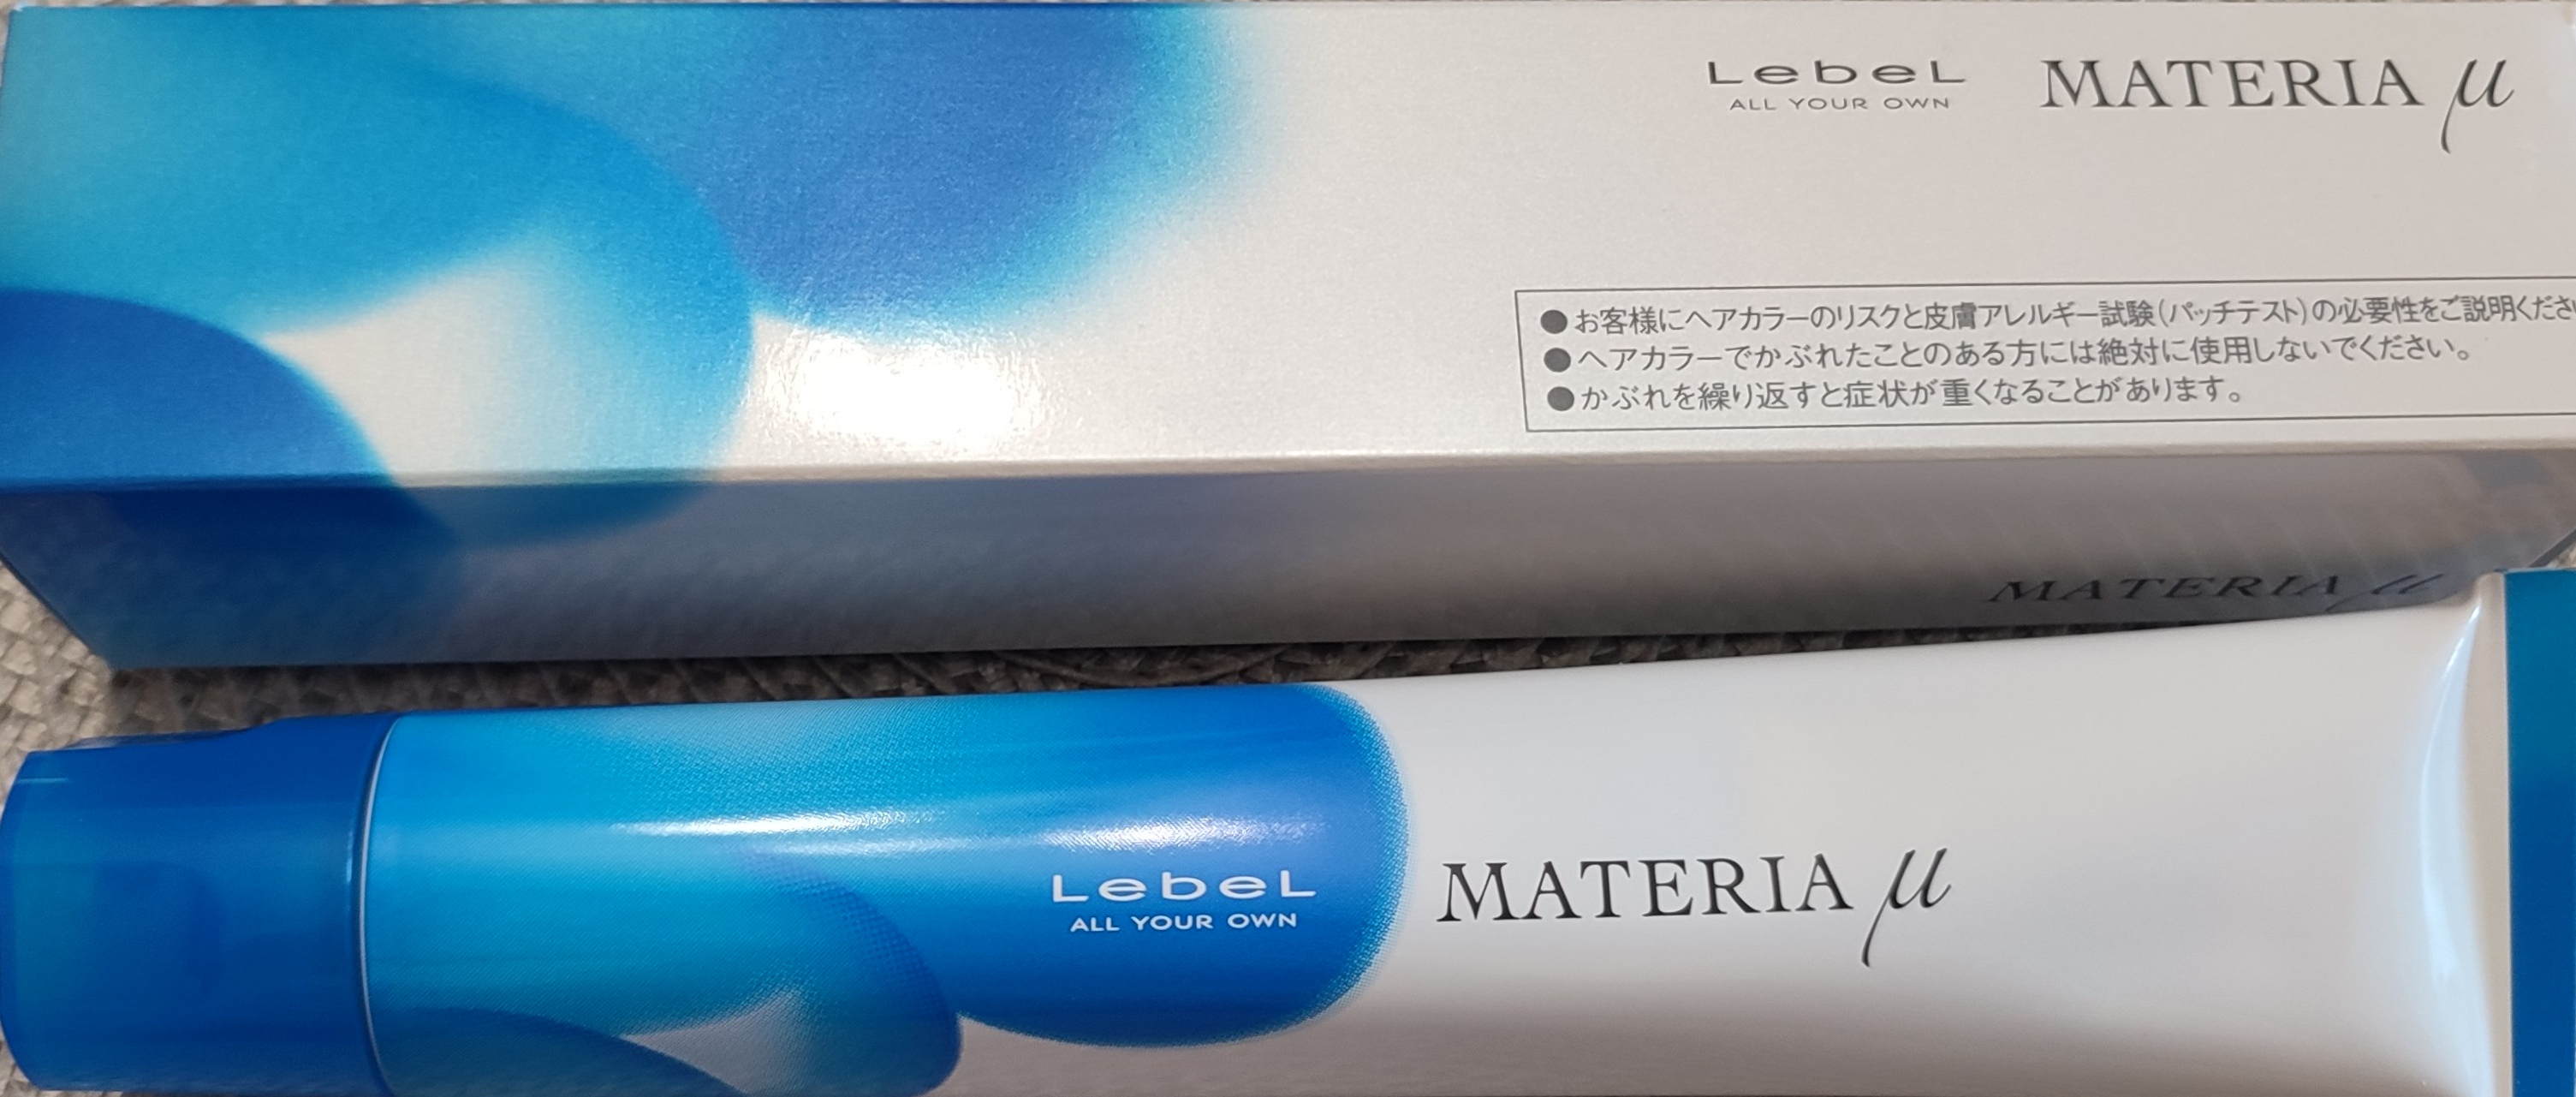 LebeL
ALL YOUR OWN
MATERIA μ
●お客様にヘアカラーのリスクと皮膚アレルギー試験(パッチテスト)の必要性をご説明くださ
●ヘアカラーでかぶれたことのある方には絶対に使用しないでください。
●かぶれを繰り返すと症状が重くなることがあります。
MATERIA μ
LebeL
ALL YOUR OWN
MATERIA μ